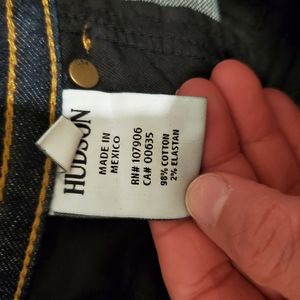 HUDSON
MADE IN
MEXICO
RN# 107906
CA# 00635
98% COTTON
2% ELASTAN